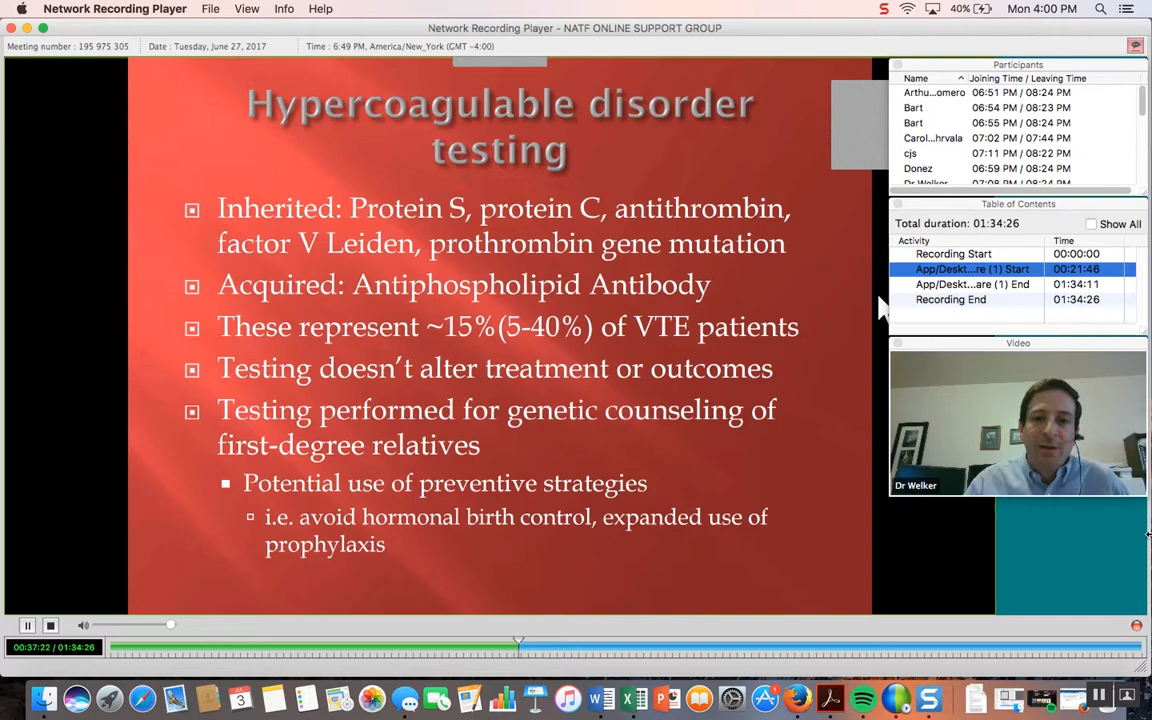 Network Recording Player File View Info Help
40% Mon 4:00 PM
Network Recording Player - NATF ONLINE SUPPORT GROUP
Meeting number : 195 975 305 Date : Tuesday, June 27, 2017 Time : 6:49 PM, America/New_York (GMT -4:00)
Hypercoagulable disorder
testing
Inherited: Protein S, protein C, antithrombin,
factor V Leiden, prothrombin gene mutation
Acquired: Antiphospholipid Antibody
These represent ~15%(5-40%) of VTE patients
Testing doesn't alter treatment or outcomes
Testing performed for genetic counseling of
first-degree relatives
Potential use of preventive strategies
i.e. avoid hormonal birth control, expanded use of
prophylaxis
Participants
Name Joining Time / Leaving Time
Arthu...omero 06:51 PM / 08:24 PM
Bart 06:54 PM / 08:23 PM
Bart 06:55 PM / 08:24 PM
Carol...hrvala 07:02 PM / 07:44 PM
cjs 07:11 PM / 08:22 PM
Donez 06:59 PM / 08:24 PM
Dr Welker 07:08 PM / 08:24 PM
Table of Contents
Total duration: 01:34:26 Show All
Activity Time
Recording Start 00:00:00
App/Deskt...re (1) Start 00:21:46
App/Deskt...are (1) End 01:34:11
Recording End 01:34:26
Video
Dr Welker
00:37:22 / 01:34:26
3